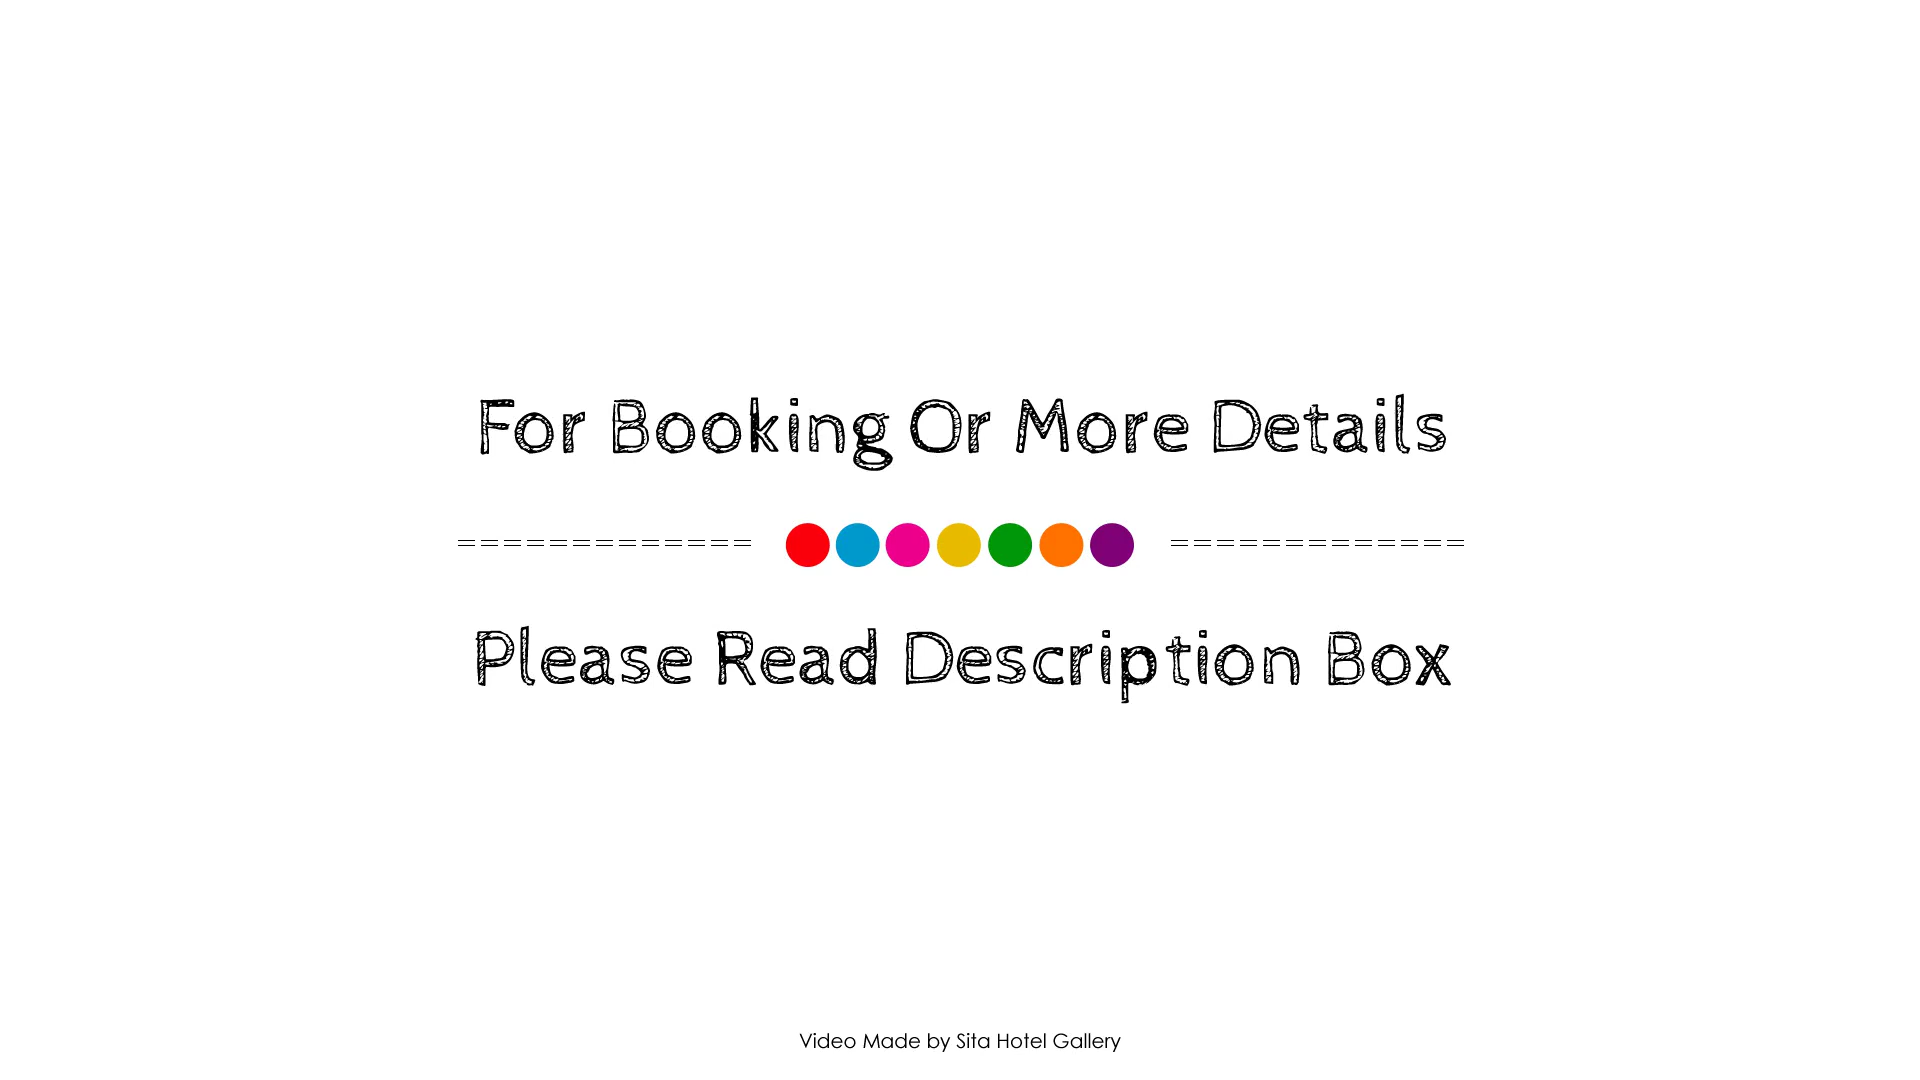 For Booking Or More Details
============= =============
Please Read Description Box
Video Made by Sita Hotel Gallery